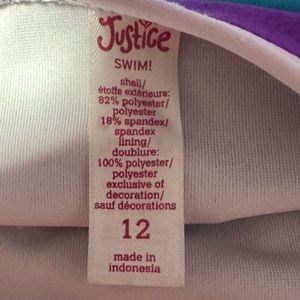 Justice
SWIM!
shell/
étoffe extérieure:
82% polyester/
polyester
18% spandex/
spandex
lining/
doublure:
100% polyester/
polyester
exclusive of
decoration/
sauf décorations
12
made in
indonesia